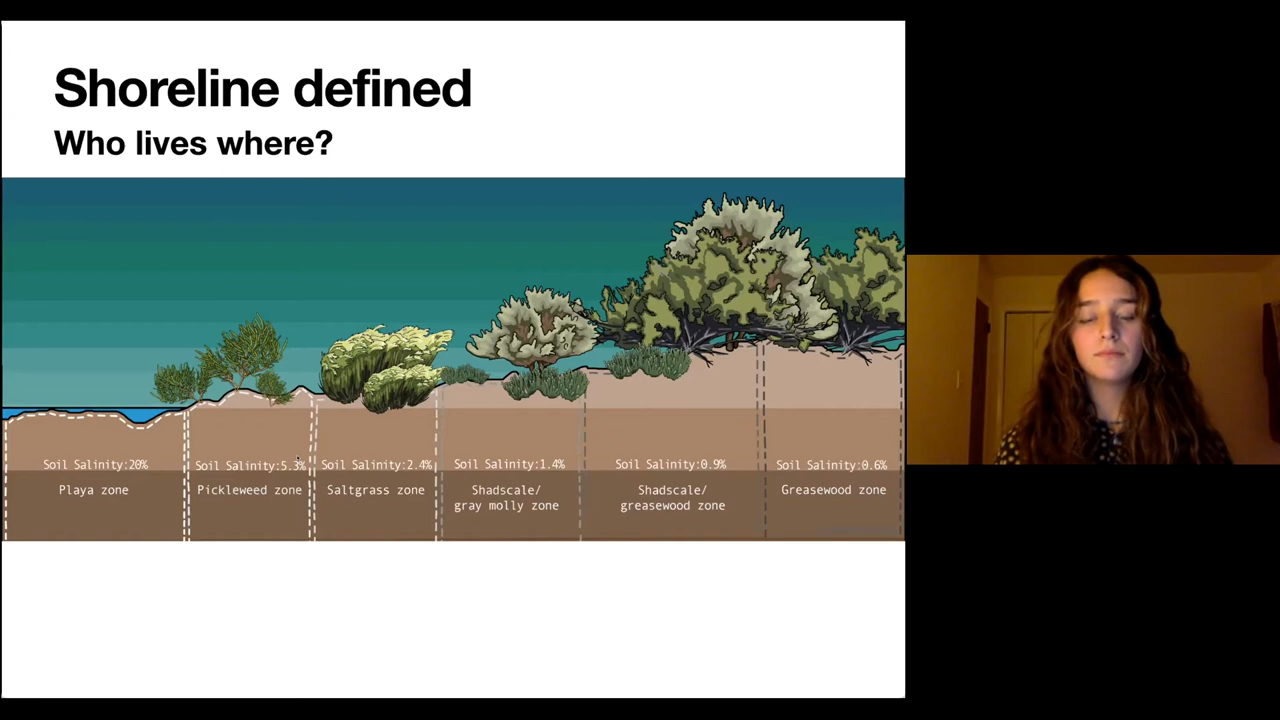 Shoreline defined
Who lives where?
Soil Salinity:20%
Playa zone
Soil Salinity:5.3%
Pickleweed zone
Soil Salinity:2.4%
Saltgrass zone
Soil Salinity:1.4%
Shadscale/
gray molly zone
Soil Salinity:0.9%
Shadscale/
greasewood zone
Soil Salinity:0.6%
Greasewood zone